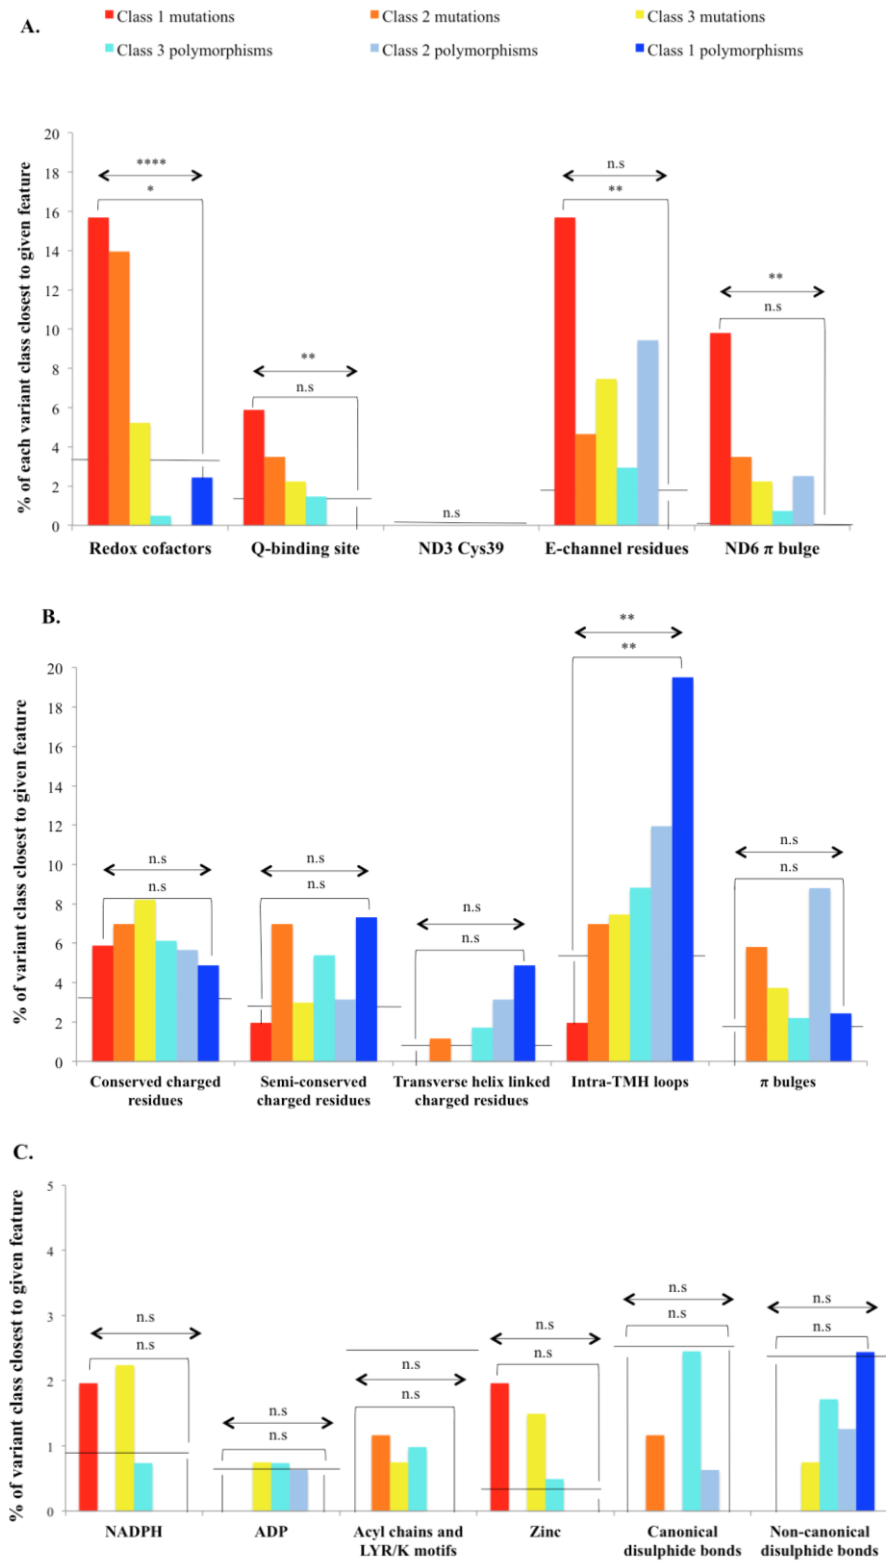 A.
Class 1 mutations
Class 2 mutations
Class 3 mutations
Class 3 polymorphisms
Class 2 polymorphisms
Class 1 polymorphisms
% of each variant class closest to given feature
20
18
16
14
12
10
8
6
4
2
0
****
*
**
n.s
n.s
n.s
**
**
n.s
Redox cofactors
Q-binding site
ND3 Cys39
E-channel residues
ND6 π bulge
B.
% of variant class closest to given feature
20
18
16
14
12
10
8
6
4
2
0
n.s
n.s
n.s
n.s
n.s
n.s
**
**
n.s
n.s
Conserved charged
residues
Semi-conserved
charged residues
Transverse helix linked
charged residues
Intra-TMH loops
π bulges
C.
% of variant class closest to given feature
5
4
3
2
1
0
n.s
n.s
n.s
n.s
n.s
n.s
n.s
n.s
n.s
n.s
n.s
n.s
NADPH
ADP
Acyl chains and
LYR/K motifs
Zinc
Canonical
disulphide bonds
Non-canonical
disulphide bonds